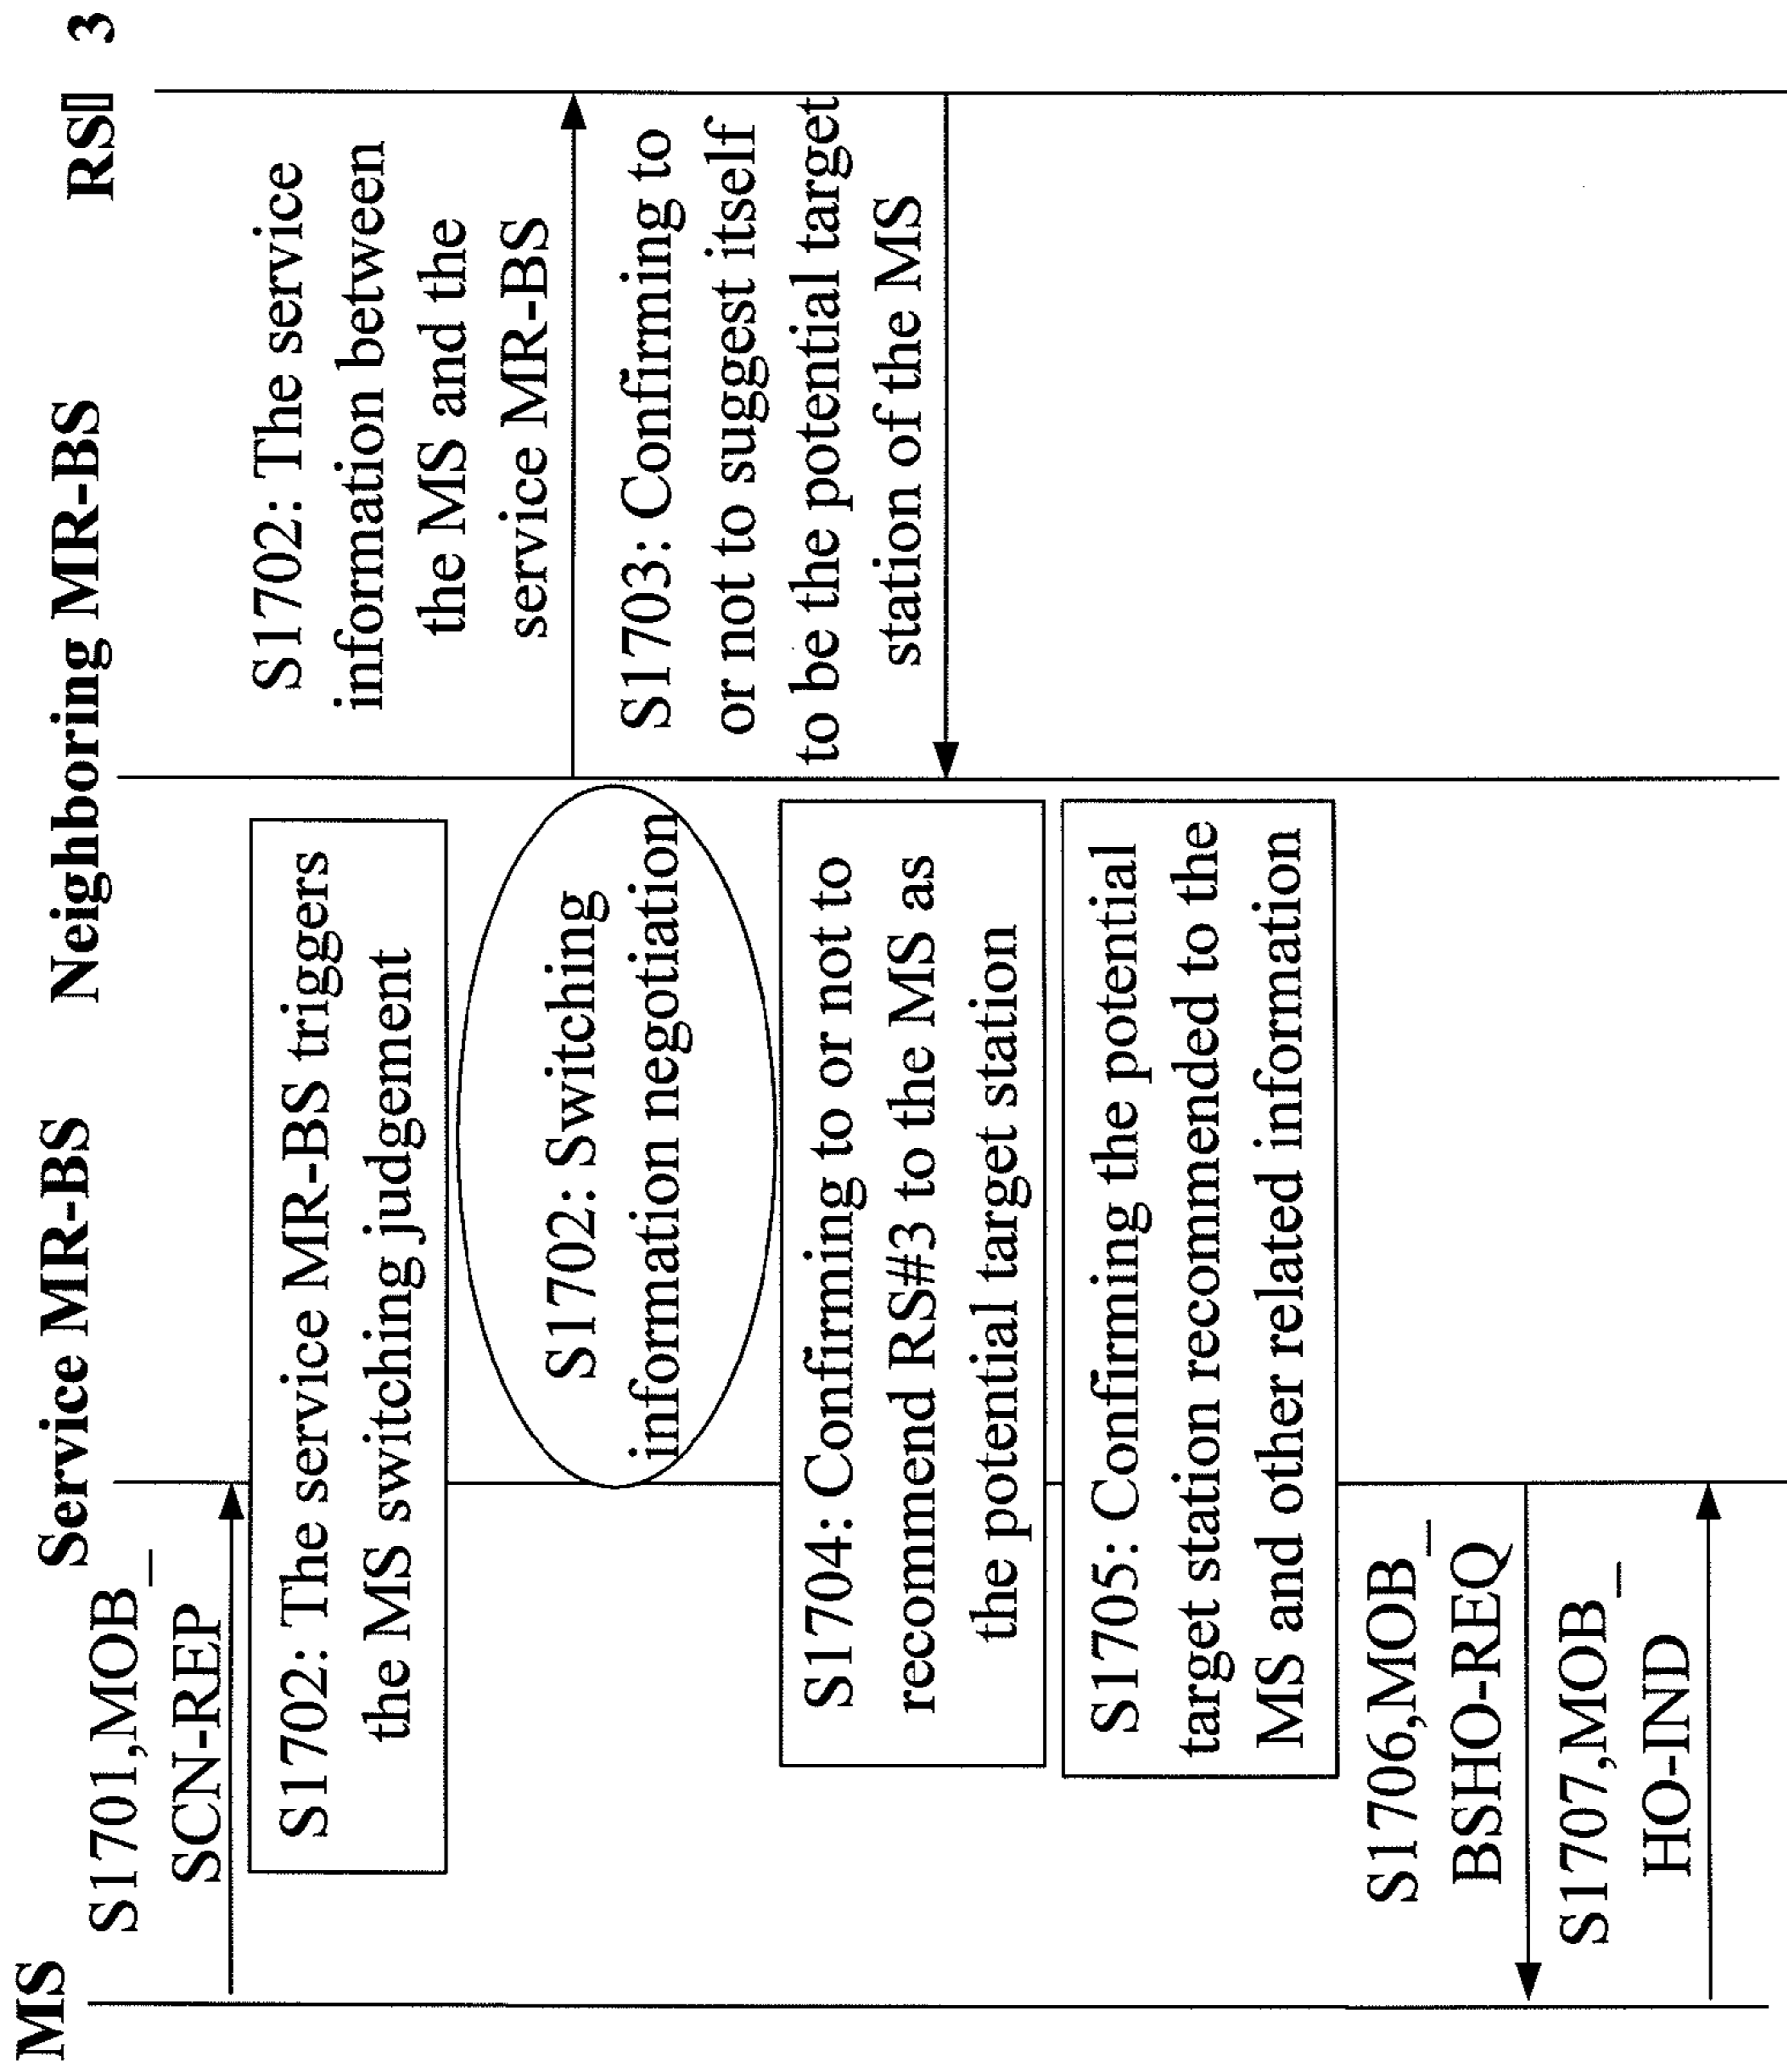 MS
Service MR-BS
Neighboring MR-BS
RS▯ 3
S1701,MOB_
SCN-REP
S1702: The service MR-BS triggers
the MS switching judgement
S1702: The service
information between
the MS and the
service MR-BS
S1702: Switching
information negotiation
S1703: Confirming to
or not to suggest itself
to be the potential target
station of the MS
S1704: Confirming to or not to
recommend RS#3 to the MS as
the potential target station
S1705: Confirming the potential
target station recommended to the
MS and other related information
S1706,MOB_
BSHO-REQ
S1707,MOB_
HO-IND